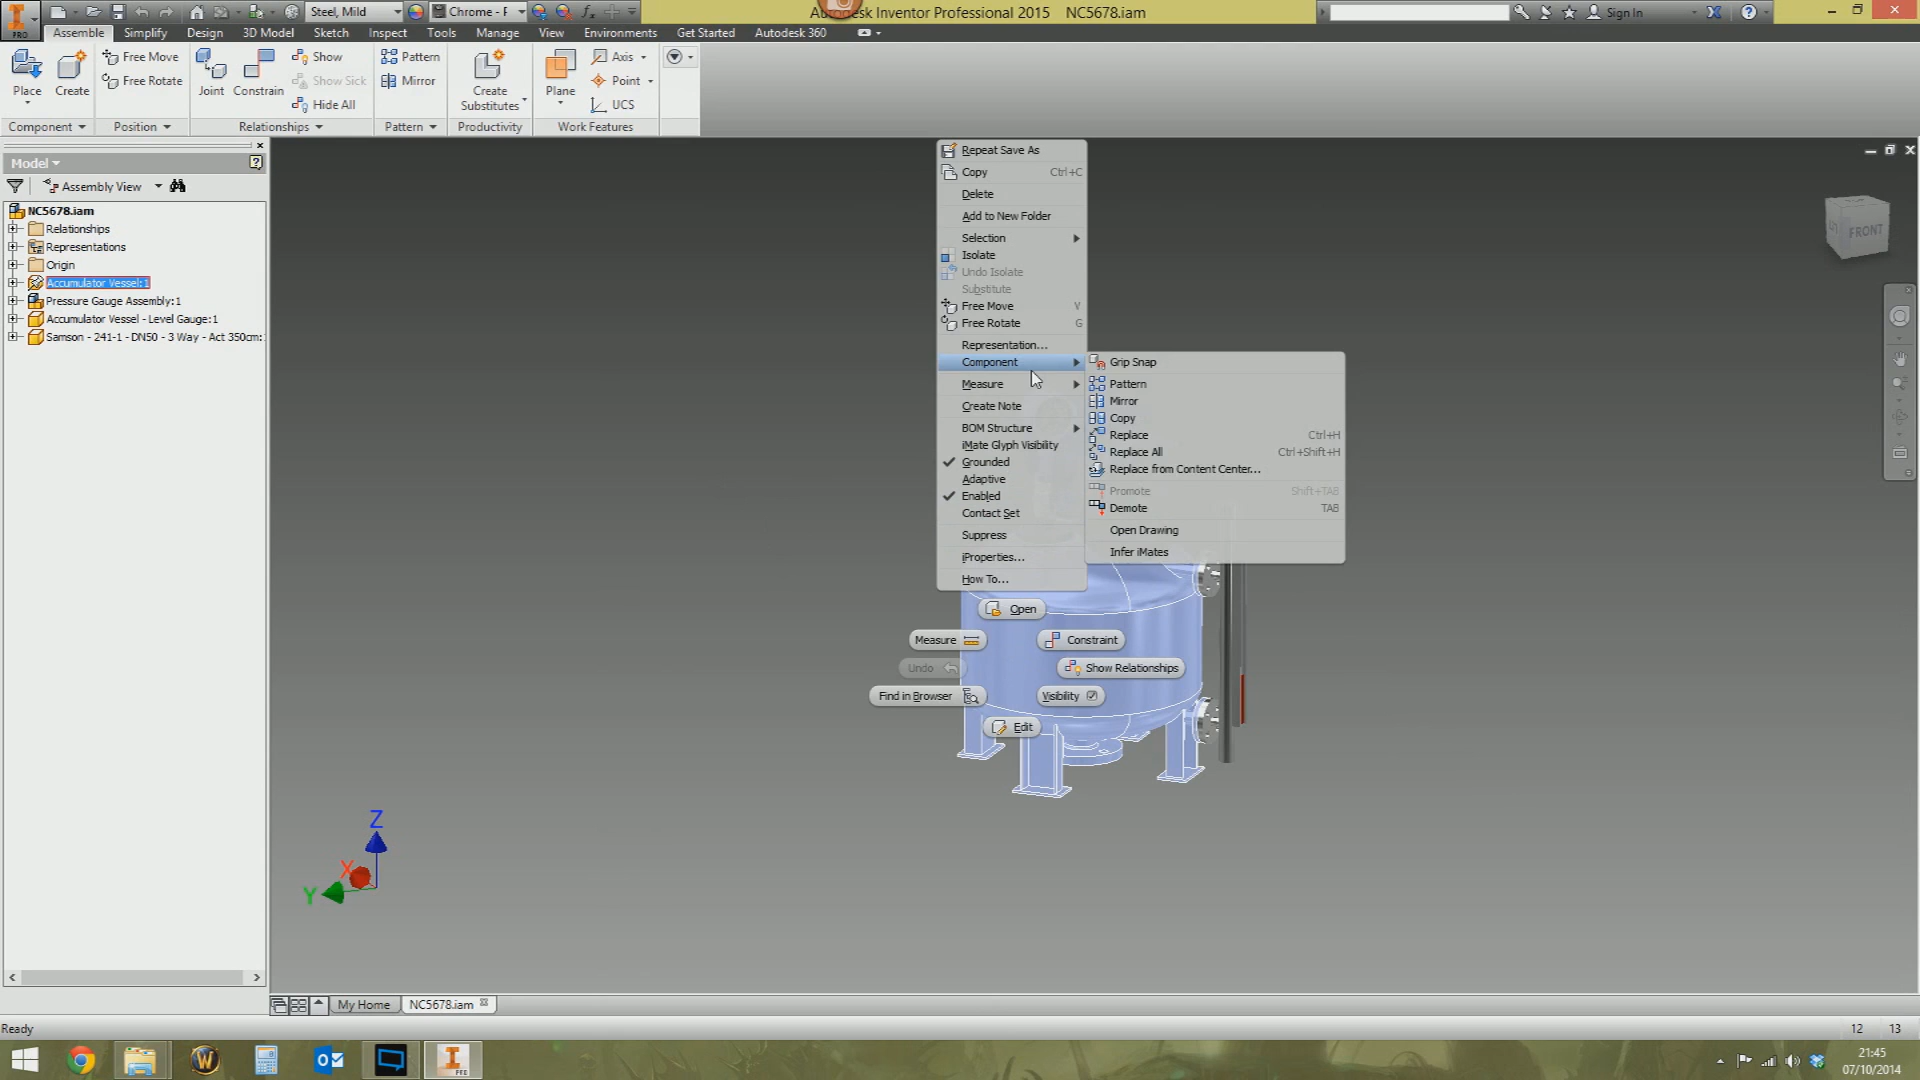 PRO
Steel, Mild
Chrome - F
Autodesk Inventor Professional 2015 NC5678.iam
Sign In
Assemble Simplify Design 3D Model Sketch Inspect Tools Manage View Environments Get Started Autodesk 360
Place
Create
Free Move
Free Rotate
Joint
Constrain
Show
Show Sick
Hide All
Pattern
Mirror
Create
Substitutes
Plane
Axis
Point
UCS
Component Position Relationships Pattern Productivity Work Features
Model
Assembly View
NC5678.iam
Relationships
Representations
Origin
Accumulator Vessel:1
Pressure Gauge Assembly:1
Accumulator Vessel - Level Gauge:1
Samson - 241-1 - DN50 - 3 Way - Act 350cm:
Repeat Save As
Copy Ctrl+C
Delete
Add to New Folder
Selection
Isolate
Undo Isolate
Substitute
Free Move V
Free Rotate G
Representation...
Component
Measure
Create Note
BOM Structure
iMate Glyph Visibility
Grounded
Adaptive
Enabled
Contact Set
Suppress
iProperties...
How To...
Grip Snap
Pattern
Mirror
Copy
Replace Ctrl+H
Replace All Ctrl+Shift+H
Replace from Content Center...
Promote Shift+TAB
Demote TAB
Open Drawing
Infer iMates
Open
Measure
Constraint
Undo
Show Relationships
Find in Browser
Visibility
Edit
FRONT
Z
X
Y
My Home NC5678.iam
Ready
12 13
21:45
07/10/2014